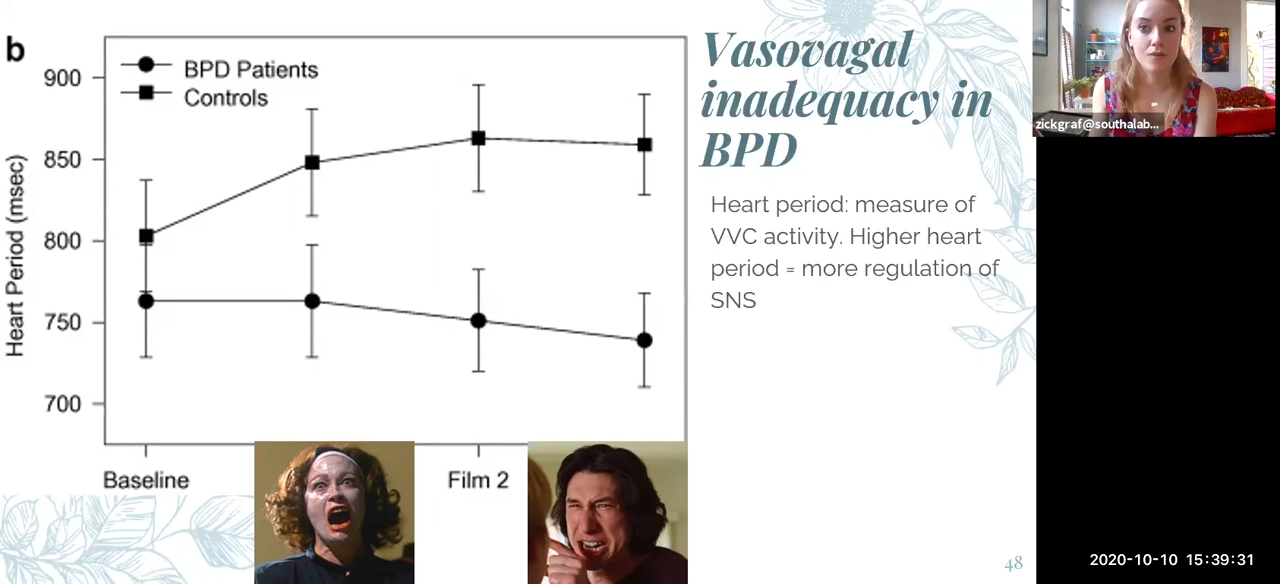 b
BPD Patients
Controls
900
850
800
750
700
Heart Period (msec)
Baseline
Film 2
Vasovagal
inadequacy in
BPD
Heart period: measure of
VVC activity. Higher heart
period = more regulation of
SNS
48
zickgraf@southalab...
2020-10-10 15:39:31